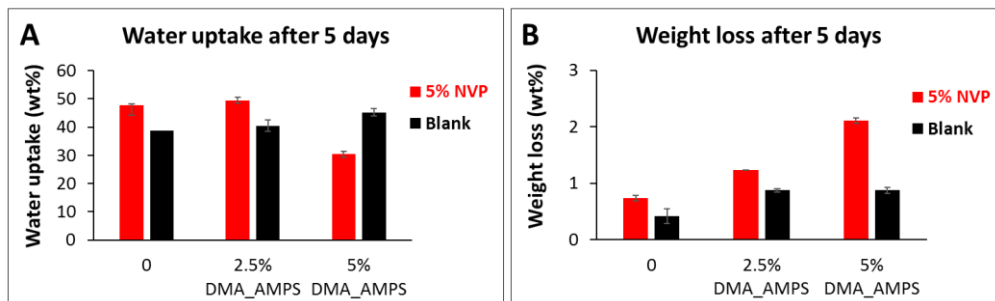 A
Water uptake after 5 days
Water uptake (wt%)
60
50
40
30
20
10
0
5% NVP
Blank
0
2.5%
DMA_AMPS
5%
DMA_AMPS
B
Weight loss after 5 days
Weight loss (wt%)
3
2
1
0
5% NVP
Blank
0
2.5%
DMA_AMPS
5%
DMA_AMPS